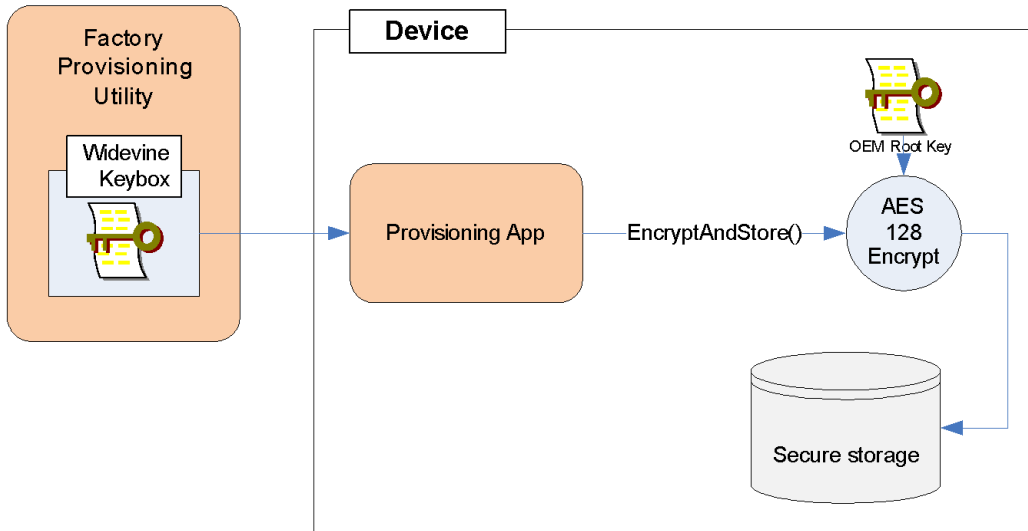 Factory
Provisioning
Utility
Widevine
Keybox
Device
Provisioning App
EncryptAndStore()
OEM Root Key
AES
128
Encrypt
Secure storage